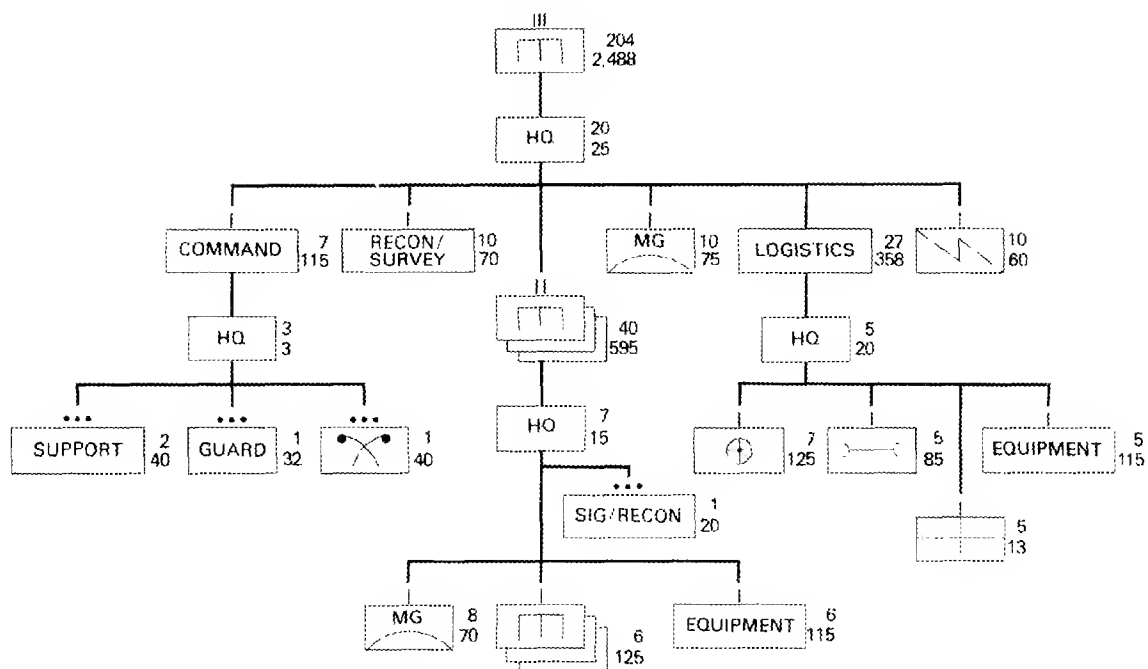 204
2,488
HQ
20
25
COMMAND
7
115
RECON/
SURVEY
10
70
MG
10
75
LOGISTICS
27
358
10
60
HQ
3
3
40
595
HQ
5
20
SUPPORT
2
40
GUARD
1
32
1
40
HQ
7
15
7
125
5
85
EQUIPMENT
5
115
SIG/RECON
1
20
5
13
MG
8
70
6
125
EQUIPMENT
6
115